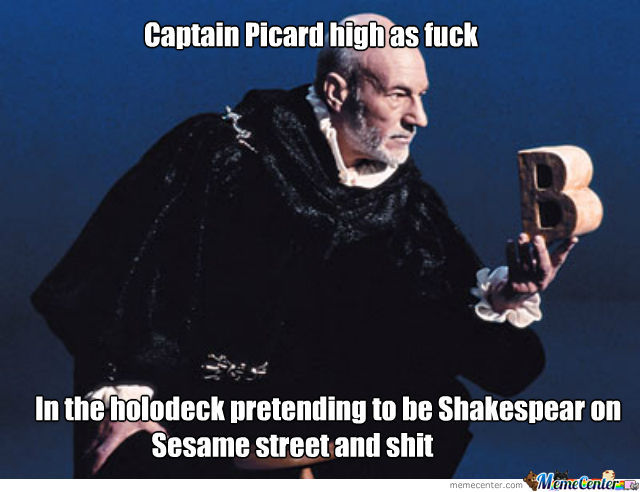 Captain Picard high as fuck
B
In the holodeck pretending to be Shakespear on
Sesame street and shit
memecenter.com MemeCenter